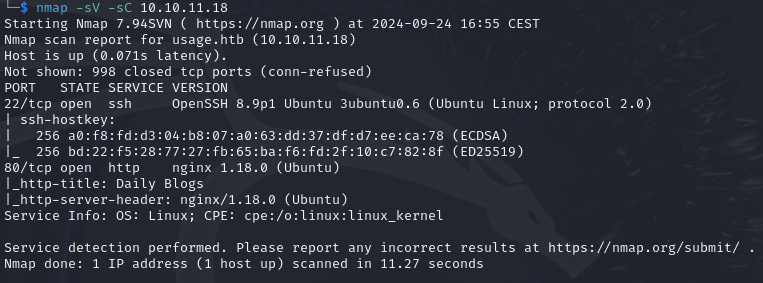 └─$ nmap -sV -sC 10.10.11.18
Starting Nmap 7.94SVN ( https://nmap.org ) at 2024-09-24 16:55 CEST
Nmap scan report for usage.htb (10.10.11.18)
Host is up (0.071s latency).
Not shown: 998 closed tcp ports (conn-refused)
PORT   STATE SERVICE VERSION
22/tcp open  ssh     OpenSSH 8.9p1 Ubuntu 3ubuntu0.6 (Ubuntu Linux; protocol 2.0)
| ssh-hostkey:
|   256 a0:f8:fd:d3:04:b8:07:a0:63:dd:37:df:d7:ee:ca:78 (ECDSA)
|_  256 bd:22:f5:28:77:27:fb:65:ba:f6:fd:2f:10:c7:82:8f (ED25519)
80/tcp open  http    nginx 1.18.0 (Ubuntu)
|_http-title: Daily Blogs
|_http-server-header: nginx/1.18.0 (Ubuntu)
Service Info: OS: Linux; CPE: cpe:/o:linux:linux_kernel

Service detection performed. Please report any incorrect results at https://nmap.org/submit/ .
Nmap done: 1 IP address (1 host up) scanned in 11.27 seconds